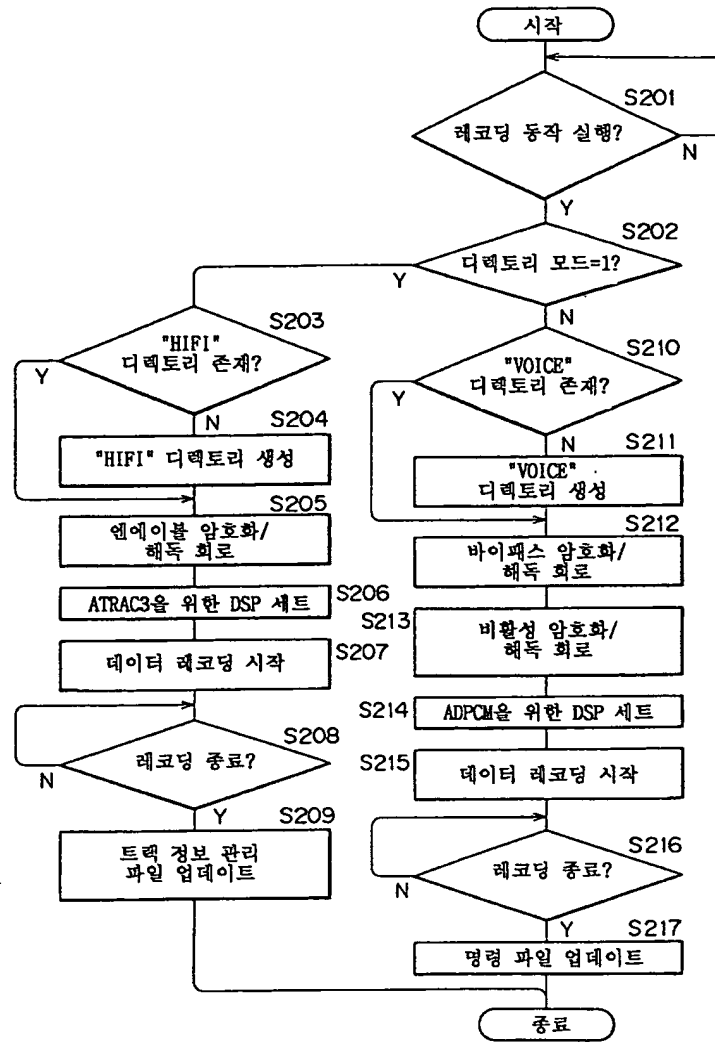 시작
S201
레코딩 동작 실행?
N
Y
S202
디렉토리 모드=1?
Y
N
S203
"HIFI"
디렉토리 존재?
Y
N
S204
"HIFI" 디렉토리 생성
S205
엔에이블 암호화/
해독 회로
ATRAC3을 위한 DSP 세트
S206
데이터 레코딩 시작
S207
S208
레코딩 종료?
N
Y
S209
트랙 정보 관리
파일 업데이트
S210
"VOICE"
디렉토리 존재?
Y
N
S211
"VOICE"
디렉토리 생성
S212
바이패스 암호화/
해독 회로
S213
비활성 암호화/
해독 회로
S214
ADPCM을 위한 DSP 세트
S215
데이터 레코딩 시작
S216
레코딩 종료?
N
Y
S217
명령 파일 업데이트
종료